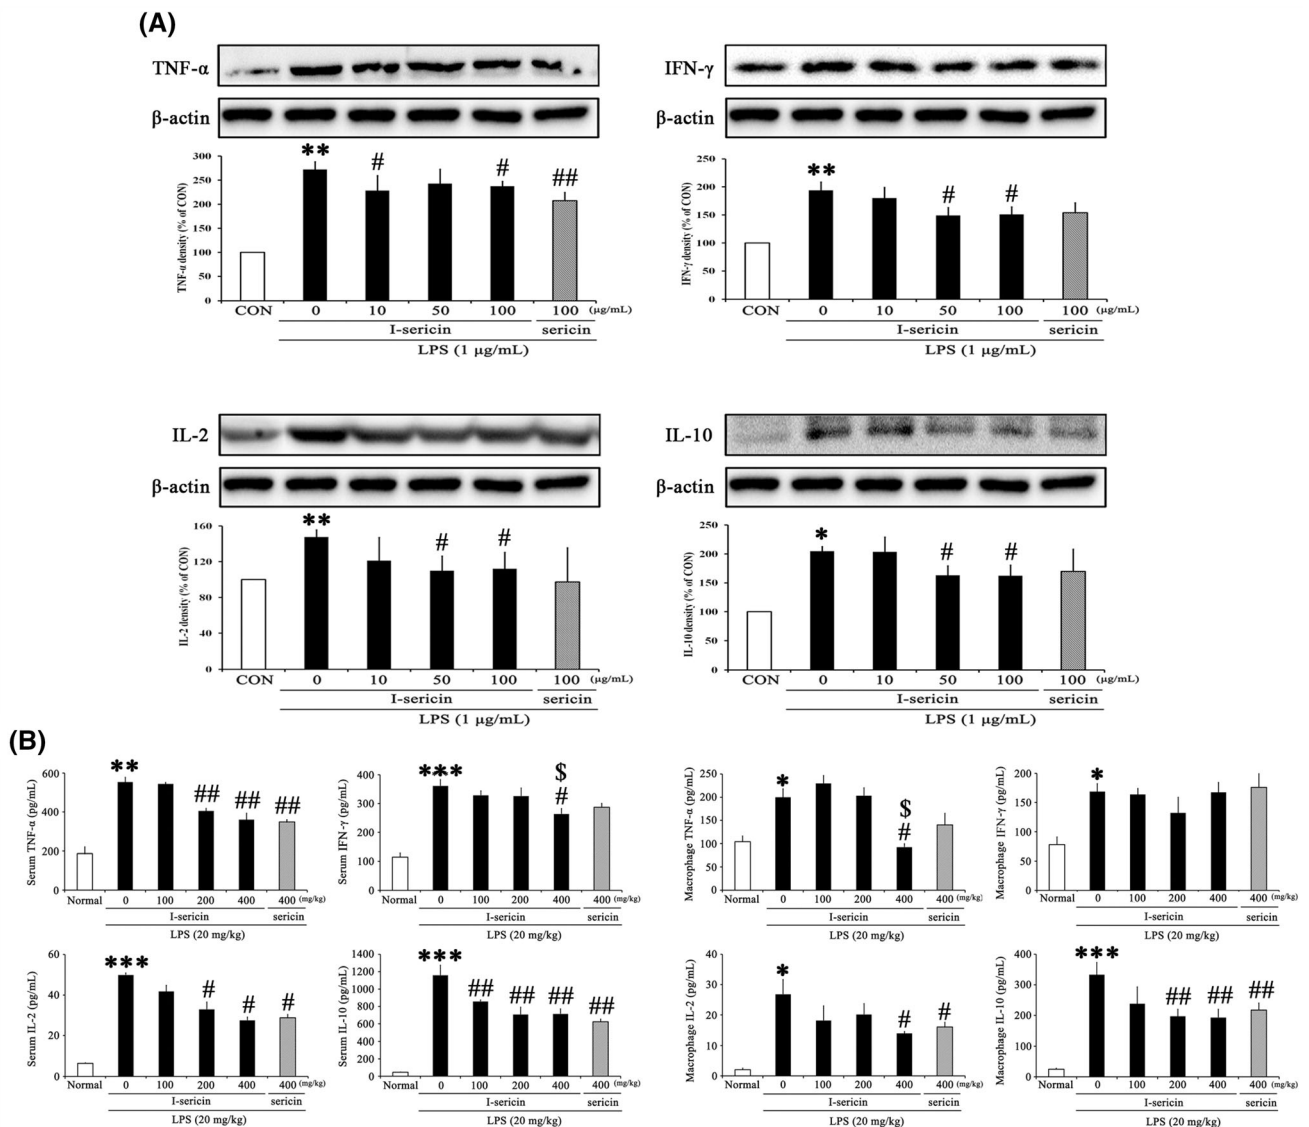 (A)
TNF-α
β-actin
**
#
#
##
300
250
200
150
100
50
0
TNF-α density (% of CON)
CON 0 10 50 100 100 (μg/mL)
I-sericin sericin
LPS (1 μg/mL)
IFN-γ
β-actin
**
#
#
250
200
150
100
50
0
IFN-γ density (% of CON)
CON 0 10 50 100 100 (μg/mL)
I-sericin sericin
LPS (1 μg/mL)
IL-2
β-actin
**
#
#
160
120
80
40
0
IL-2 density (% of CON)
CON 0 10 50 100 100 (μg/mL)
I-sericin sericin
LPS (1 μg/mL)
IL-10
β-actin
*
#
#
250
200
150
100
50
0
IL-10 density (% of CON)
CON 0 10 50 100 100 (μg/mL)
I-sericin sericin
LPS (1 μg/mL)
(B)
**
##
##
##
600
400
200
0
Serum TNF-α (pg/mL)
Normal 0 100 200 400 400 (mg/kg)
I-sericin sericin
LPS (20 mg/kg)
***
$
#
400
300
200
100
0
Serum IFN-γ (pg/mL)
Normal 0 100 200 400 400 (mg/kg)
I-sericin sericin
LPS (20 mg/kg)
*
$
#
250
200
150
100
50
0
Macrophage TNF-α (pg/mL)
Normal 0 100 200 400 400 (mg/kg)
I-sericin sericin
LPS (20 mg/kg)
*
200
150
100
50
0
Macrophage IFN-γ (pg/mL)
Normal 0 100 200 400 400 (mg/kg)
I-sericin sericin
LPS (20 mg/kg)
***
#
#
#
60
40
20
0
Serum IL-2 (pg/mL)
Normal 0 100 200 400 400 (mg/kg)
I-sericin sericin
LPS (20 mg/kg)
***
##
##
##
##
1400
1200
1000
800
600
400
200
0
Serum IL-10 (pg/mL)
Normal 0 100 200 400 400 (mg/kg)
I-sericin sericin
LPS (20 mg/kg)
*
#
#
40
30
20
10
0
Macrophage IL-2 (pg/mL)
Normal 0 100 200 400 400 (mg/kg)
I-sericin sericin
LPS (20 mg/kg)
***
##
##
##
400
300
200
100
0
Macrophage IL-10 (pg/mL)
Normal 0 100 200 400 400 (mg/kg)
I-sericin sericin
LPS (20 mg/kg)